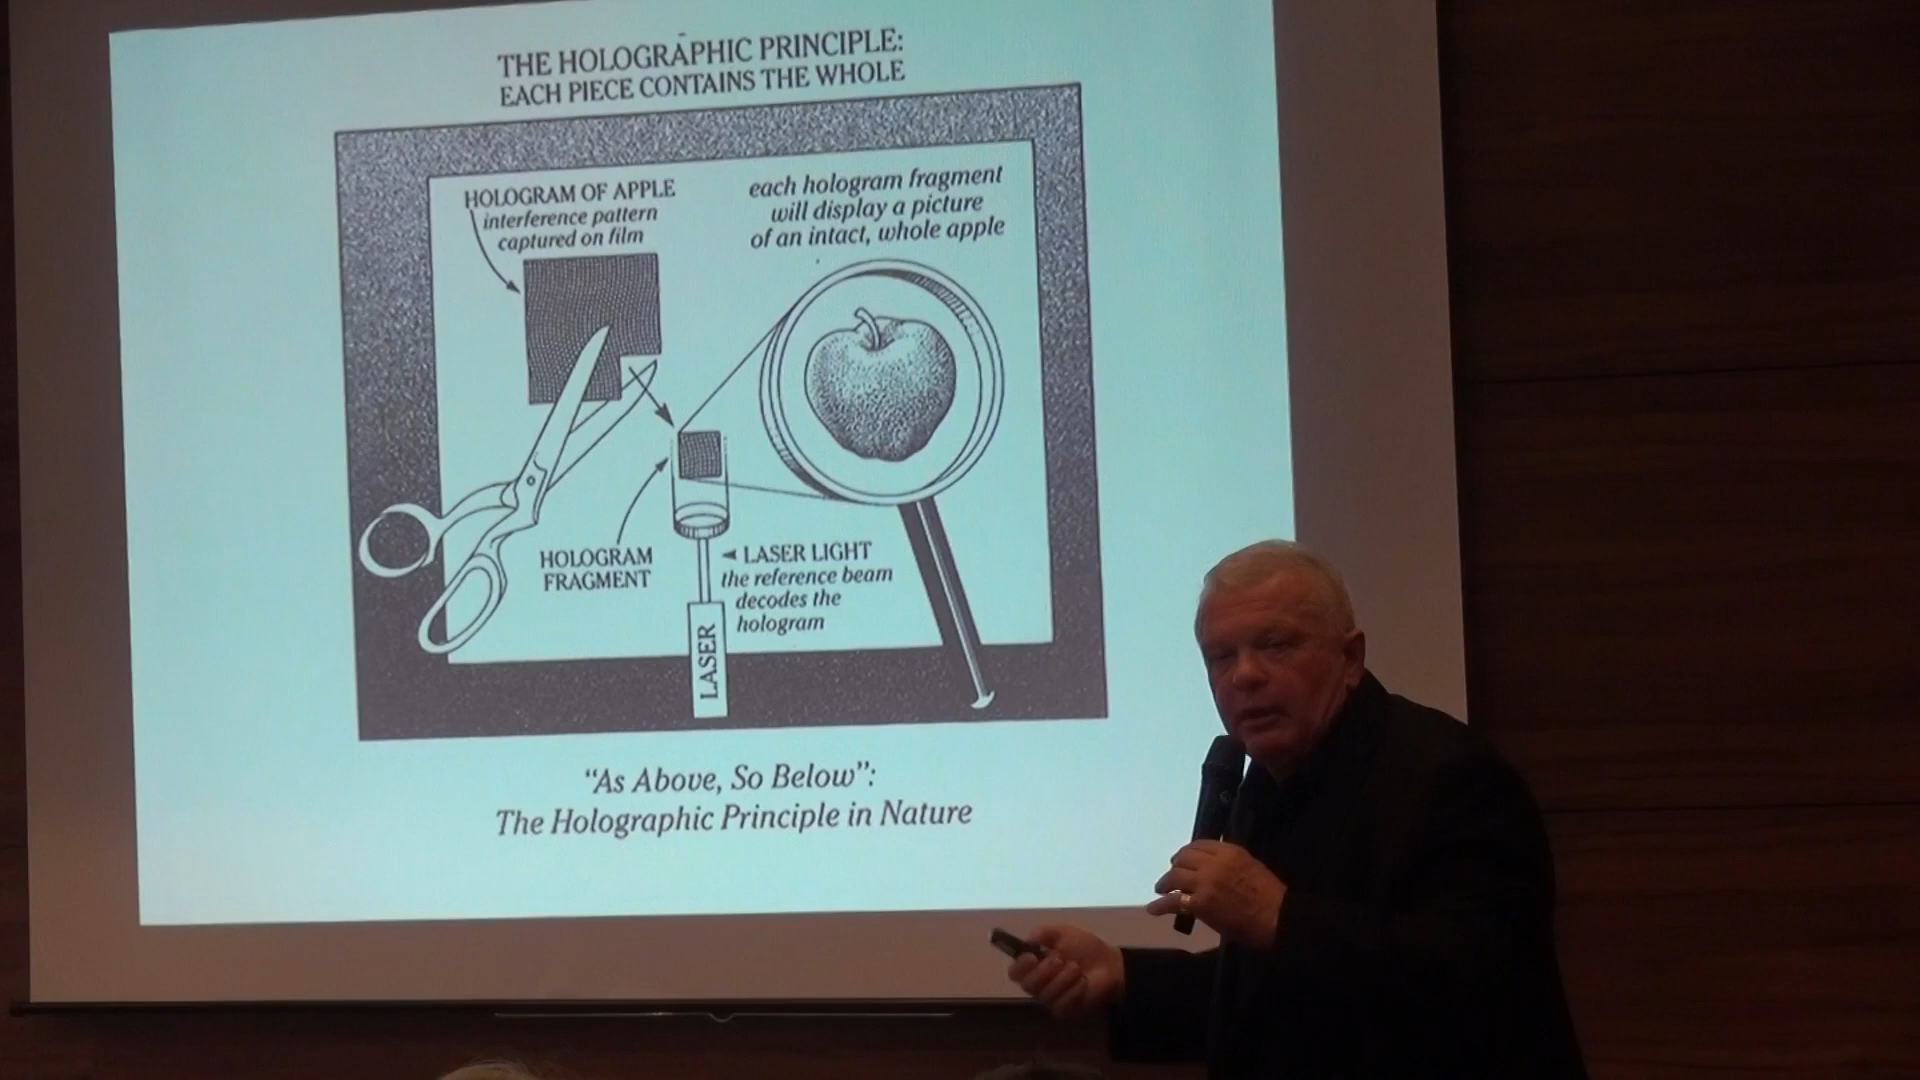 THE HOLOGRAPHIC PRINCIPLE:
EACH PIECE CONTAINS THE WHOLE
HOLOGRAM OF APPLE
interference pattern
captured on film
each hologram fragment
will display a picture
of an intact, whole apple
HOLOGRAM
FRAGMENT
LASER LIGHT
the reference beam
decodes the
hologram
LASER
“As Above, So Below”:
The Holographic Principle in Nature